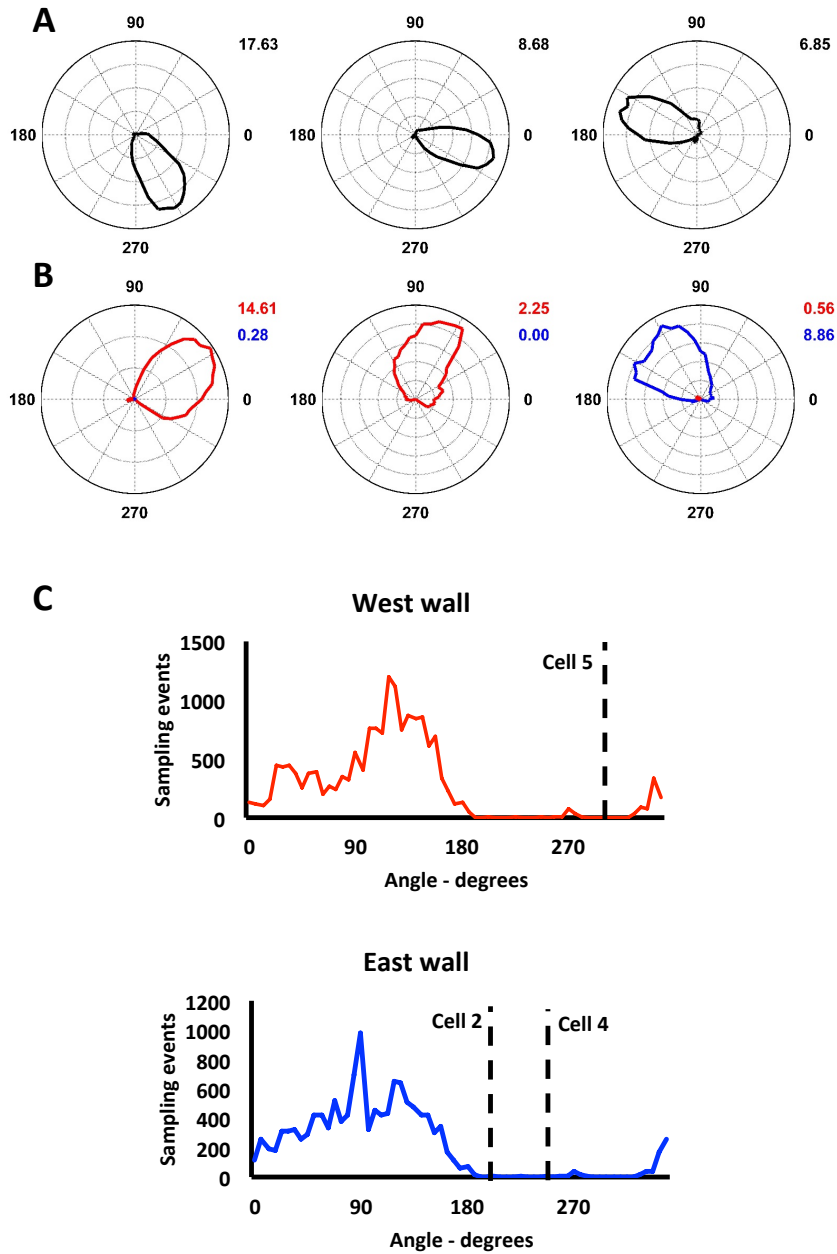 A
90 17.63 90 8.68 90 6.85
180 0 180 0 180 0
270 270 270
B
90 14.61 90 2.25 90 0.56
0.28 0.00 8.86
180 0 180 0 180 0
270 270 270
C
West wall
Sampling events
1500
1000
500
0
Cell 5
0 90 180 270
Angle - degrees
East wall
Sampling events
1200
1000
800
600
400
200
0
Cell 2 Cell 4
0 90 180 270
Angle - degrees